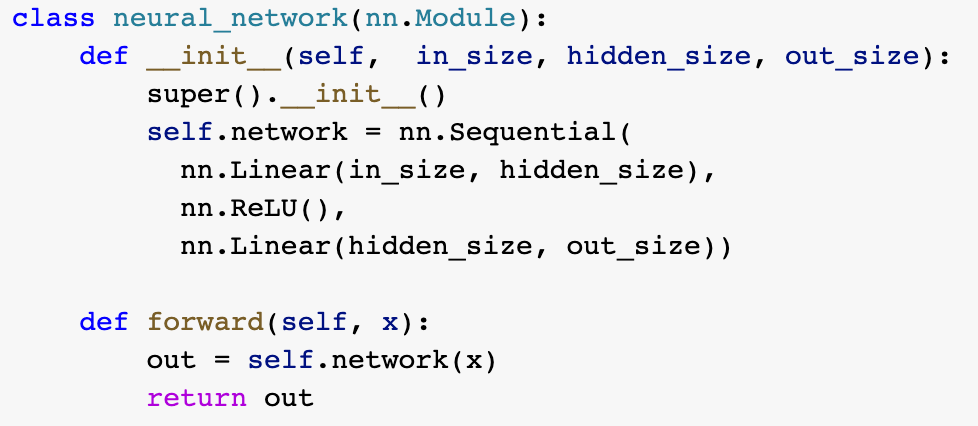 class neural_network(nn.Module):
    def __init__(self,  in_size, hidden_size, out_size):
        super().__init__()
        self.network = nn.Sequential(
          nn.Linear(in_size, hidden_size),
          nn.ReLU(),
          nn.Linear(hidden_size, out_size))

    def forward(self, x):
        out = self.network(x)
        return out